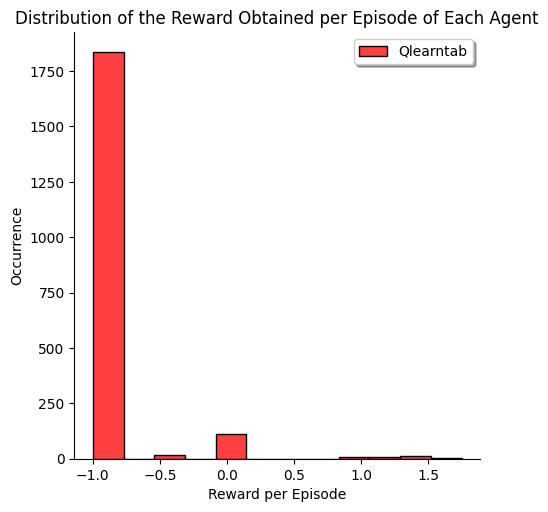 Distribution of the Reward Obtained per Episode of Each Agent
Qlearntab
1750
1500
1250
1000
750
500
250
0
Occurrence
−1.0 −0.5 0.0 0.5 1.0 1.5
Reward per Episode